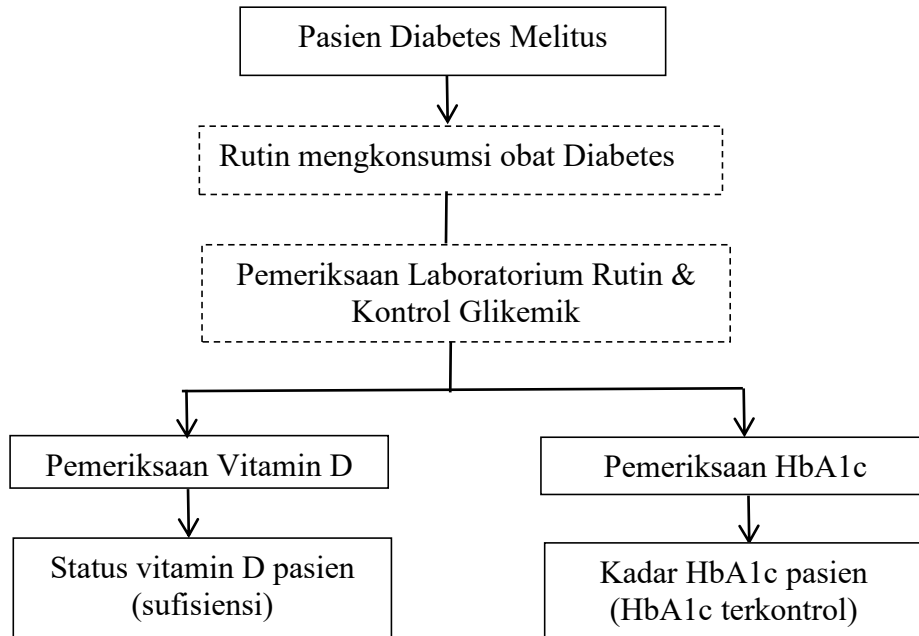 Pasien Diabetes Melitus
Rutin mengkonsumsi obat Diabetes
Pemeriksaan Laboratorium Rutin &
Kontrol Glikemik
Pemeriksaan Vitamin D
Pemeriksaan HbA1c
Status vitamin D pasien
(sufisiensi)
Kadar HbA1c pasien
(HbA1c terkontrol)